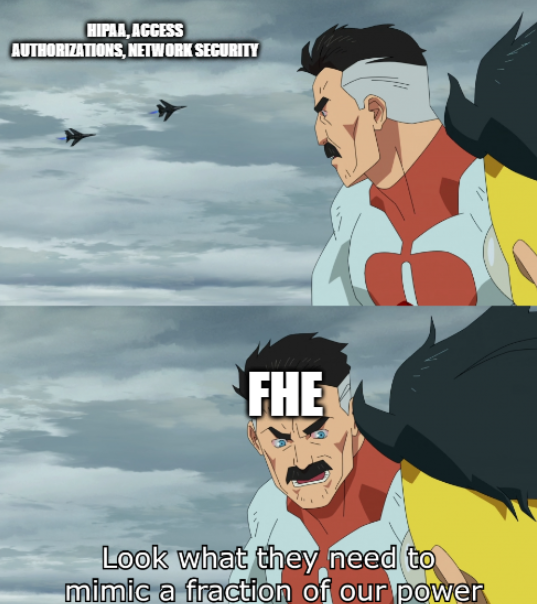 HIPAA, ACCESS
AUTHORIZATIONS, NETWORK SECURITY
FHE
Look what they need to
mimic a fraction of our power